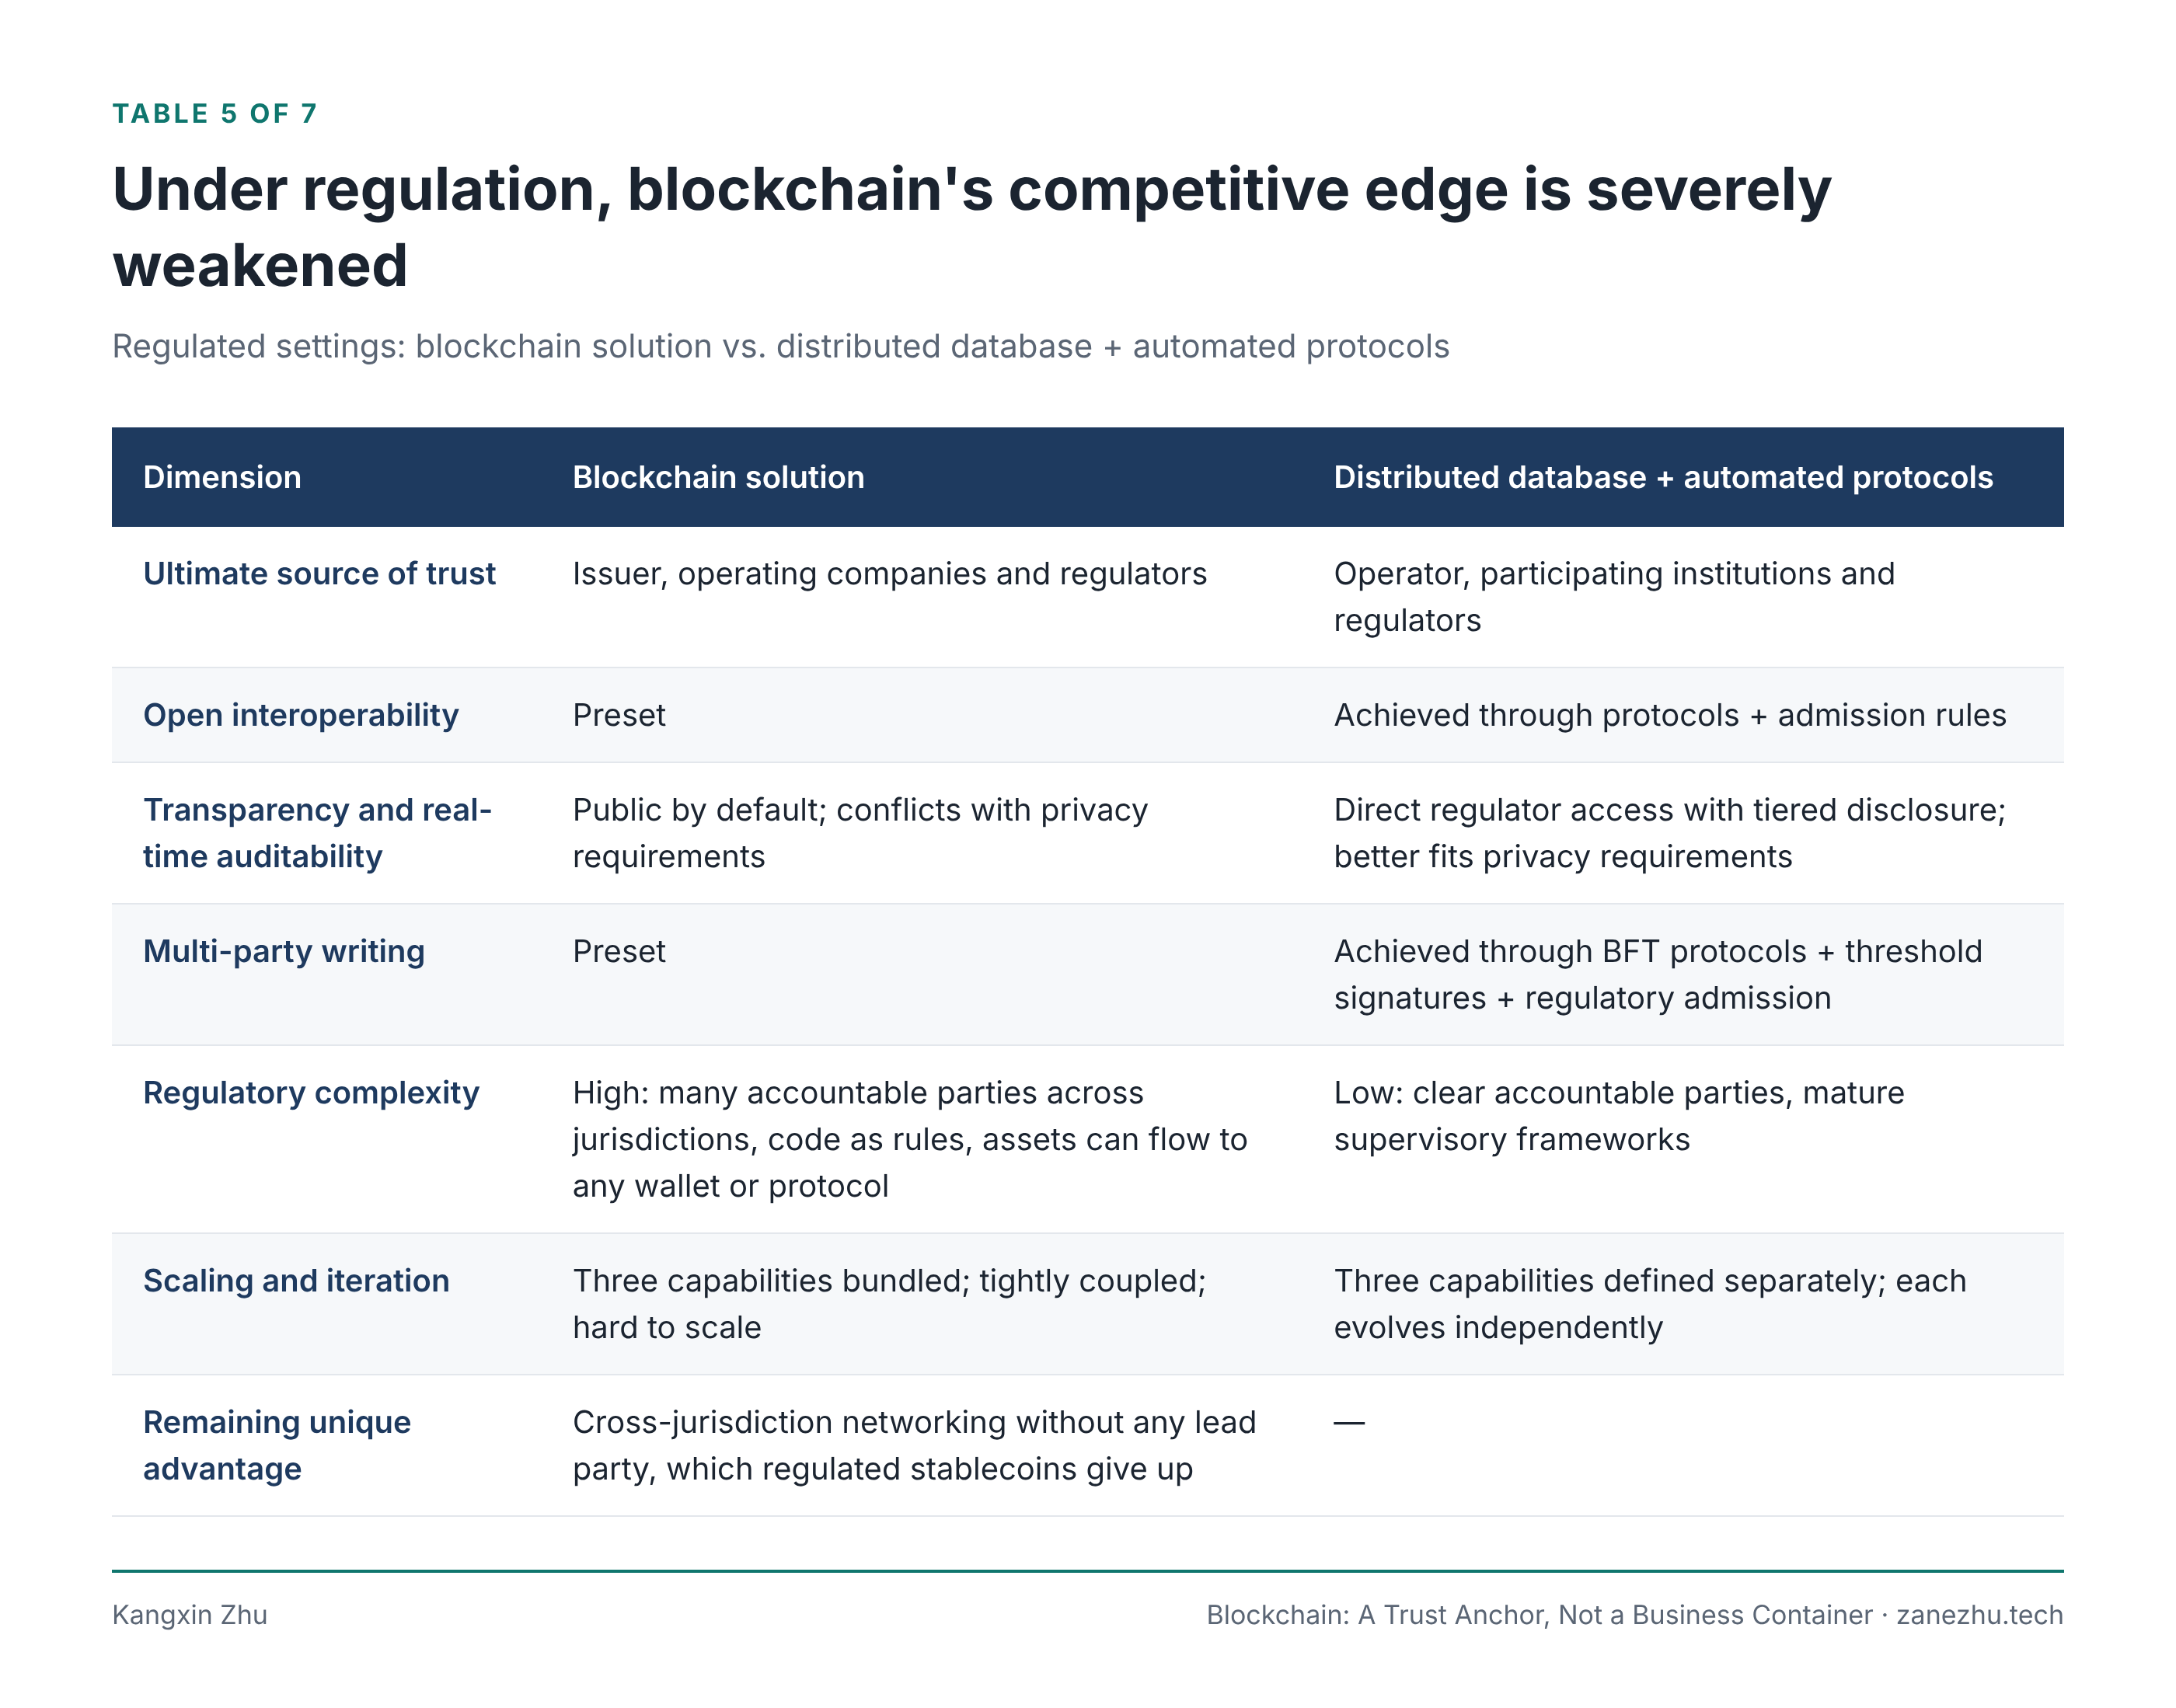 TABLE 5 OF 7
Under regulation, blockchain's competitive edge is severely
weakened
Regulated settings: blockchain solution vs. distributed database + automated protocols
Dimension
Blockchain solution
Distributed database + automated protocols
Ultimate source of trust
Issuer, operating companies and regulators
Operator, participating institutions and
regulators
Open interoperability
Preset
Achieved through protocols + admission rules
Transparency and real-
time auditability
Public by default; conflicts with privacy
requirements
Direct regulator access with tiered disclosure;
better fits privacy requirements
Multi-party writing
Preset
Achieved through BFT protocols + threshold
signatures + regulatory admission
Regulatory complexity
High: many accountable parties across
jurisdictions, code as rules, assets can flow to
any wallet or protocol
Low: clear accountable parties, mature
supervisory frameworks
Scaling and iteration
Three capabilities bundled; tightly coupled;
hard to scale
Three capabilities defined separately; each
evolves independently
Remaining unique
advantage
Cross-jurisdiction networking without any lead
party, which regulated stablecoins give up
—
Kangxin Zhu
Blockchain: A Trust Anchor, Not a Business Container · zanezhu.tech